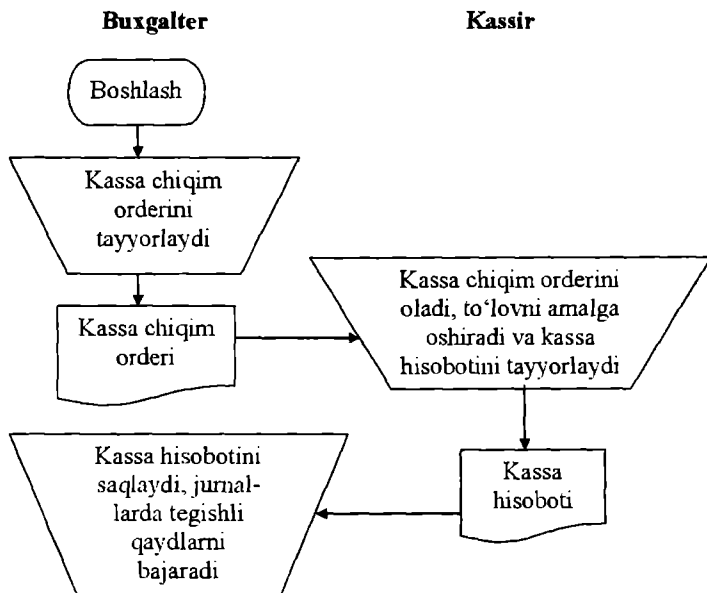 Buxgalter
Kassir
Boshlash
Kassa chiqim
orderini
tayyorlaydi
Kassa chiqim
orderi
Kassa chiqim orderini
oladi, to‘lovni amalga
oshiradi va kassa
hisobotini tayyorlaydi
Kassa
hisoboti
Kassa hisobotini
saqlaydi, jurnal-
larda tegishli
qaydlarni
bajaradi